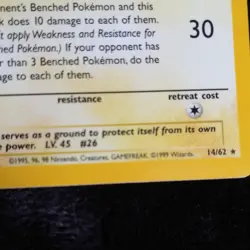 nent's Benched Pokémon and this
k does 10 damage to each of them.
't apply Weakness and Resistance for
ched Pokémon.) If your opponent has
r than 3 Benched Pokémon, do the
damage to each of them.
30
resistance
retreat cost
serves as a ground to protect itself from its own
power. LV. 45 #26
©1995, 96, 98 Nintendo, Creatures, GAMEFREAK. ©1999 Wizards.
14/62 ★